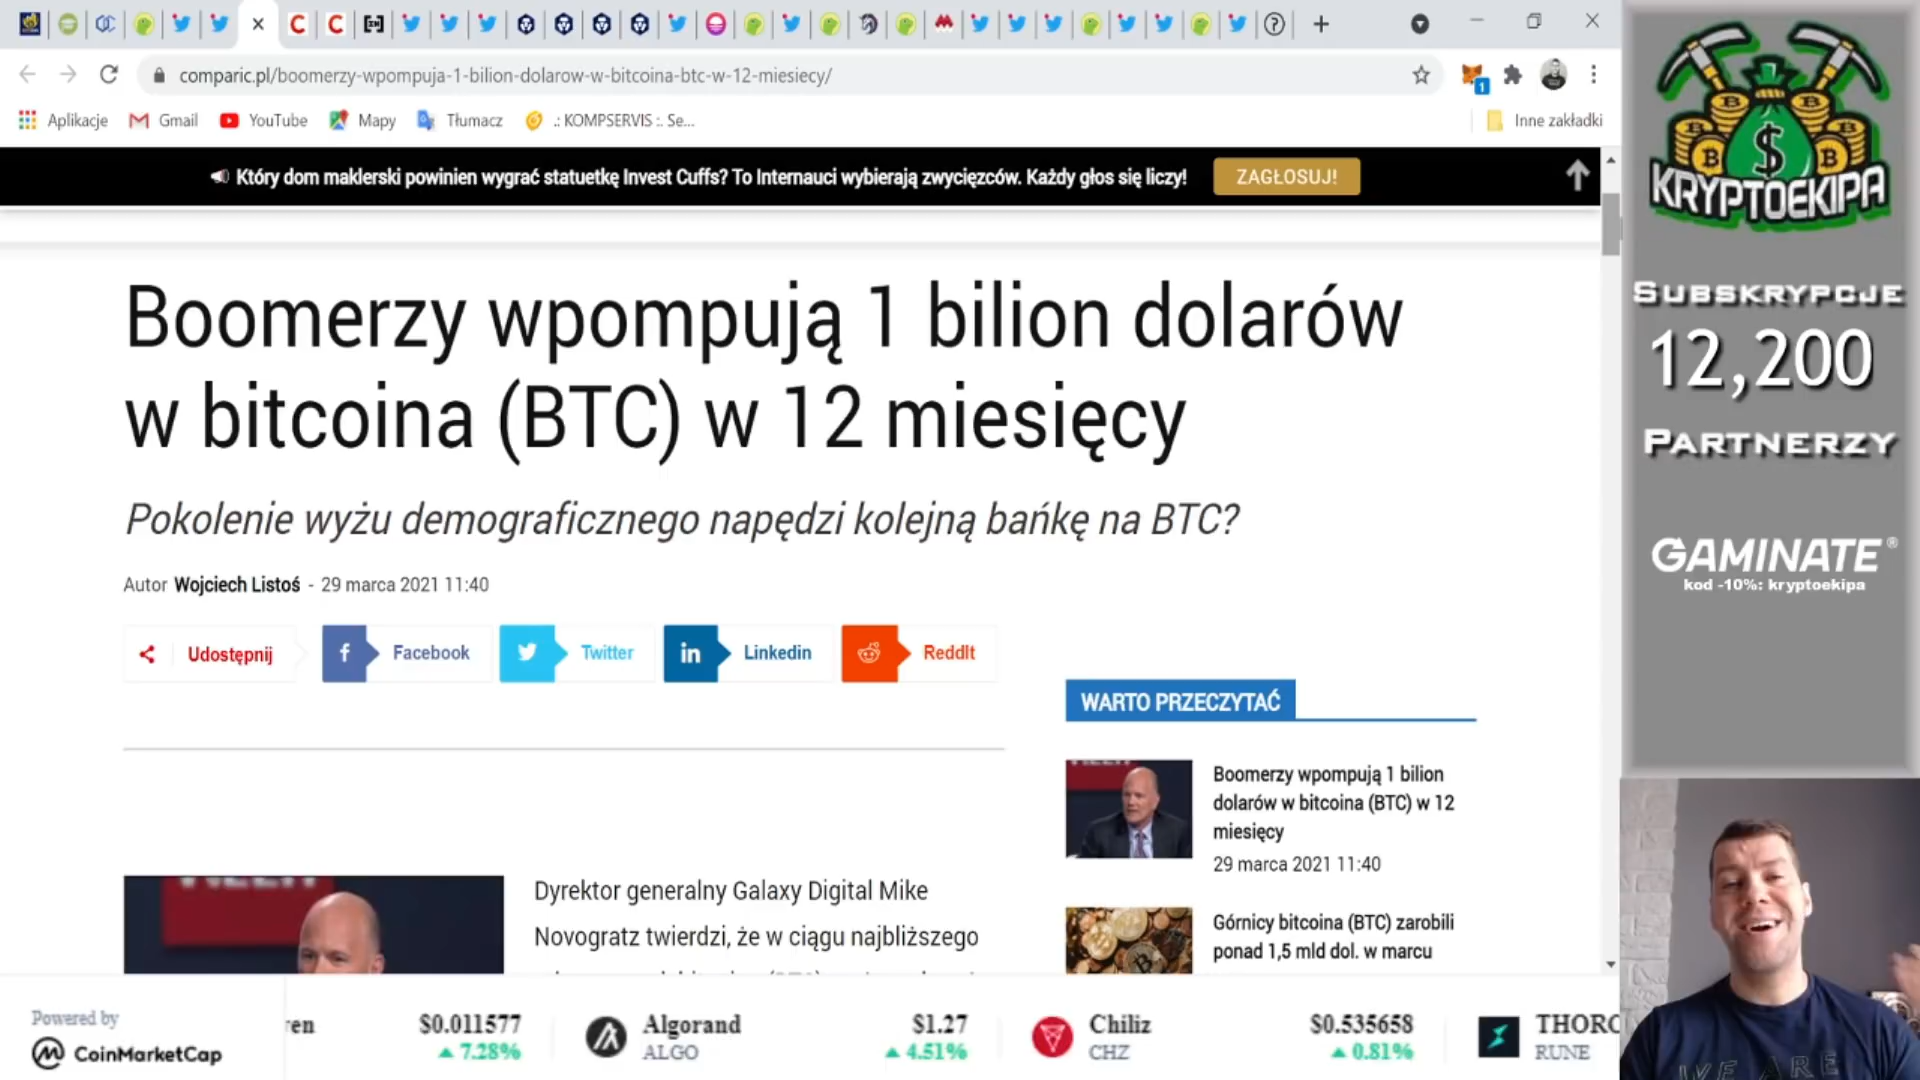 comparic.pl/boomerzy-wpompuja-1-bilion-dolarow-w-bitcoina-btc-w-12-miesiecy/
1
Aplikacje Gmail YouTube Mapy Tłumacz .: KOMPSERVIS :. Se... Inne zakładki
Który dom maklerski powinien wygrać statuetkę Invest Cuffs? To Internauci wybierają zwycięzców. Każdy głos się liczy! ZAGŁOSUJ!
Boomerzy wpompują 1 bilion dolarów
w bitcoina (BTC) w 12 miesięcy
Pokolenie wyżu demograficznego napędzi kolejną bańkę na BTC?
Autor Wojciech Listoś - 29 marca 2021 11:40
Udostępnij Facebook Twitter Linkedin ReddIt
WARTO PRZECZYTAĆ
Boomerzy wpompują 1 bilion
dolarów w bitcoina (BTC) w 12
miesięcy
29 marca 2021 11:40
Górnicy bitcoina (BTC) zarobili
ponad 1,5 mld dol. w marcu
Dyrektor generalny Galaxy Digital Mike
Novogratz twierdzi, że w ciągu najbliższego
Powered by
CoinMarketCap
$0.011577
7.28%
Algorand
ALGO
$1.27
4.51%
Chiliz
CHZ
$0.535658
0.81%
RUNE
KRYPTOEKIPA
SUBSKRYPCJE
12,200
PARTNERZY
GAMINATE®
kod -10%: kryptoekipa
WE ARE